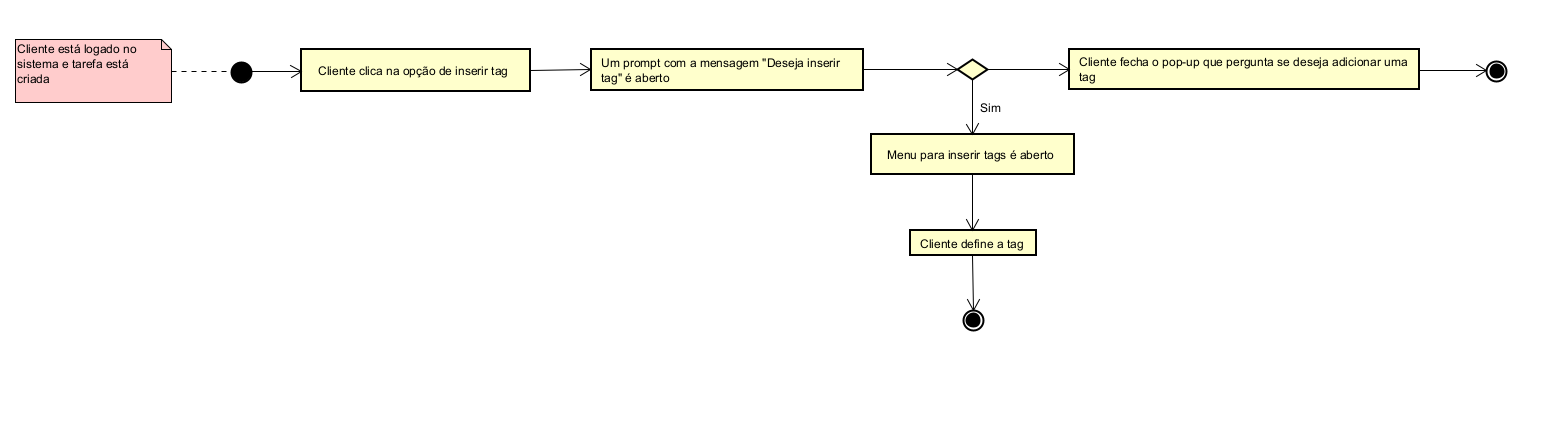 Cliente está logado no
sistema e tarefa está
criada
Cliente clica na opção de inserir tag
Um prompt com a mensagem "Deseja inserir
tag" é aberto
Cliente fecha o pop-up que pergunta se deseja adicionar uma
tag
Sim
Menu para inserir tags é aberto
Cliente define a tag